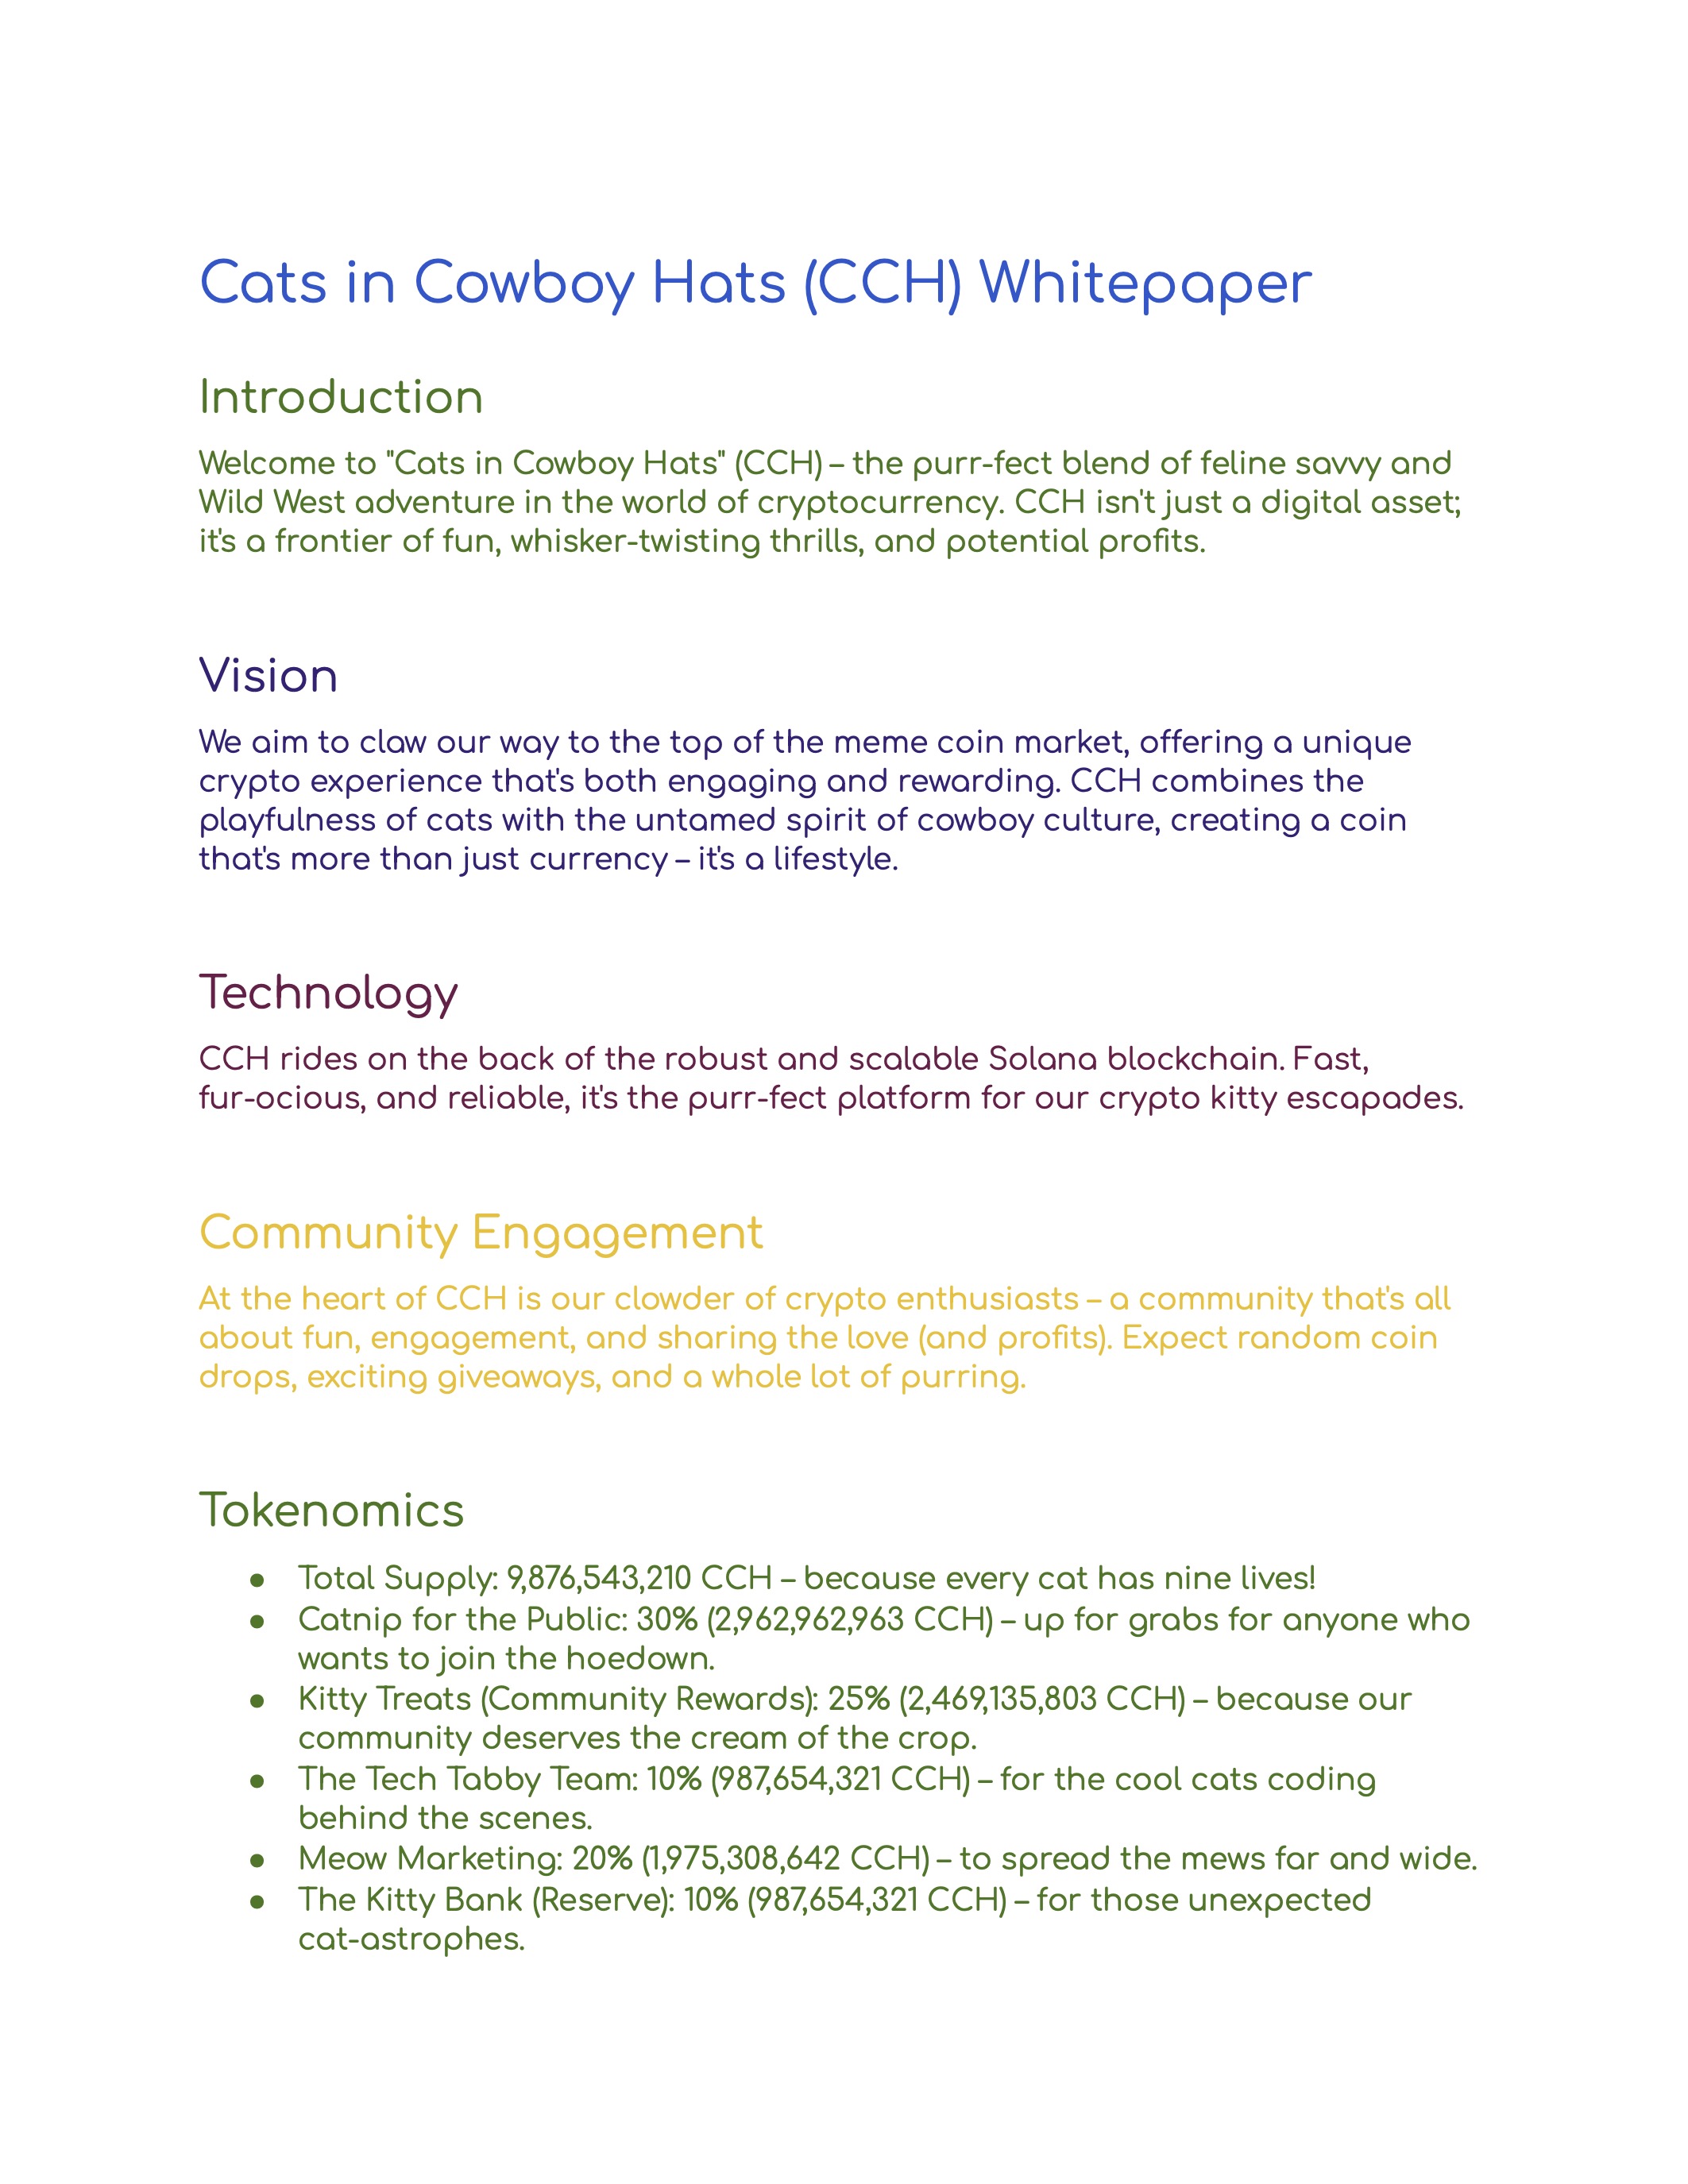 Cats in Cowboy Hats (CCH) Whitepaper
Introduction
Welcome to "Cats in Cowboy Hats" (CCH) – the purr-fect blend of feline savvy and
Wild West adventure in the world of cryptocurrency. CCH isn't just a digital asset;
it's a frontier of fun, whisker-twisting thrills, and potential profits.
Vision
We aim to claw our way to the top of the meme coin market, offering a unique
crypto experience that's both engaging and rewarding. CCH combines the
playfulness of cats with the untamed spirit of cowboy culture, creating a coin
that's more than just currency – it's a lifestyle.
Technology
CCH rides on the back of the robust and scalable Solana blockchain. Fast,
fur-ocious, and reliable, it's the purr-fect platform for our crypto kitty escapades.
Community Engagement
At the heart of CCH is our clowder of crypto enthusiasts – a community that's all
about fun, engagement, and sharing the love (and profits). Expect random coin
drops, exciting giveaways, and a whole lot of purring.
Tokenomics
● Total Supply: 9,876,543,210 CCH – because every cat has nine lives!
● Catnip for the Public: 30% (2,962,962,963 CCH) – up for grabs for anyone who
wants to join the hoedown.
● Kitty Treats (Community Rewards): 25% (2,469,135,803 CCH) – because our
community deserves the cream of the crop.
● The Tech Tabby Team: 10% (987,654,321 CCH) – for the cool cats coding
behind the scenes.
● Meow Marketing: 20% (1,975,308,642 CCH) – to spread the mews far and wide.
● The Kitty Bank (Reserve): 10% (987,654,321 CCH) – for those unexpected
cat-astrophes.